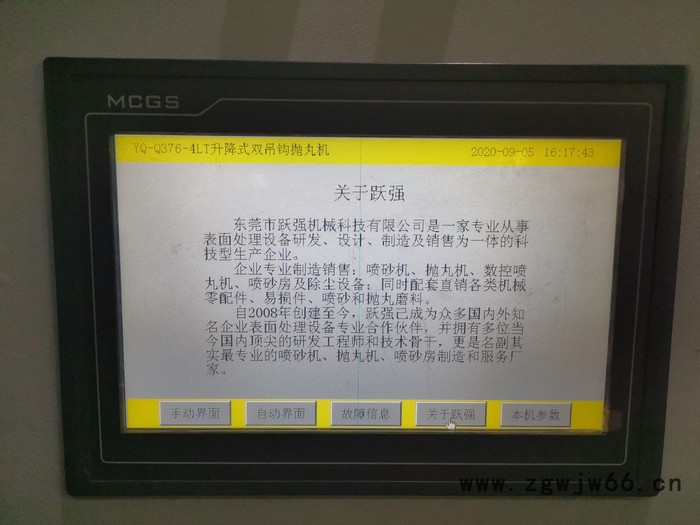 MCGS
YQ-Q376-4LT升降式双吊钩抛丸机 2020-09-05 16:17:43
关于跃强
东莞市跃强机械科技有限公司是一家专业从事
表面处理设备研发、设计、制造及销售为一体的科
技型生产企业。
企业专业制造销售：喷砂机、抛丸机、数控喷
丸机、喷砂房及除尘设备；同时配套直销各类机械
零配件、易损件、喷砂和抛丸磨料。
自2008年创建至今，跃强已成为众多国内外知
名企业表面处理设备专业合作伙伴，并拥有多位当
今国内顶尖的研发工程师和技术骨干，更是名副其
实最专业的喷砂机、抛丸机、喷砂房制造和服务厂
家。
手动界面 自动界面 故障信息 关于跃强 本机参数
www.zgwjw66.cn